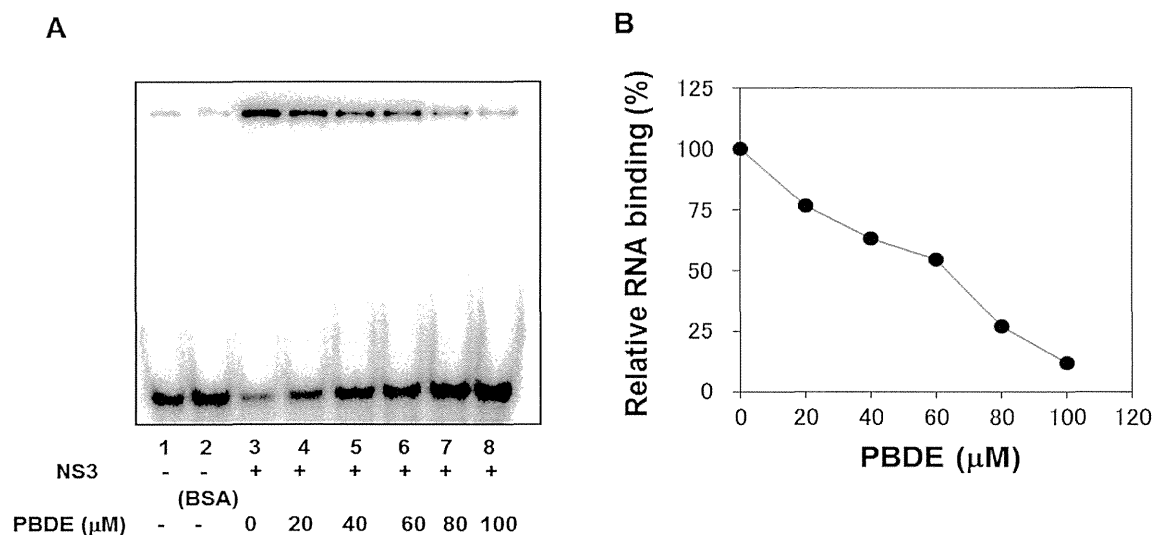 A
1 2 3 4 5 6 7 8
NS3 - - + + + + + +
(BSA)
PBDE (μM) - - 0 20 40 60 80 100
B
Relative RNA binding (%)
125
100
75
50
25
0
0 20 40 60 80 100 120
PBDE (μM)